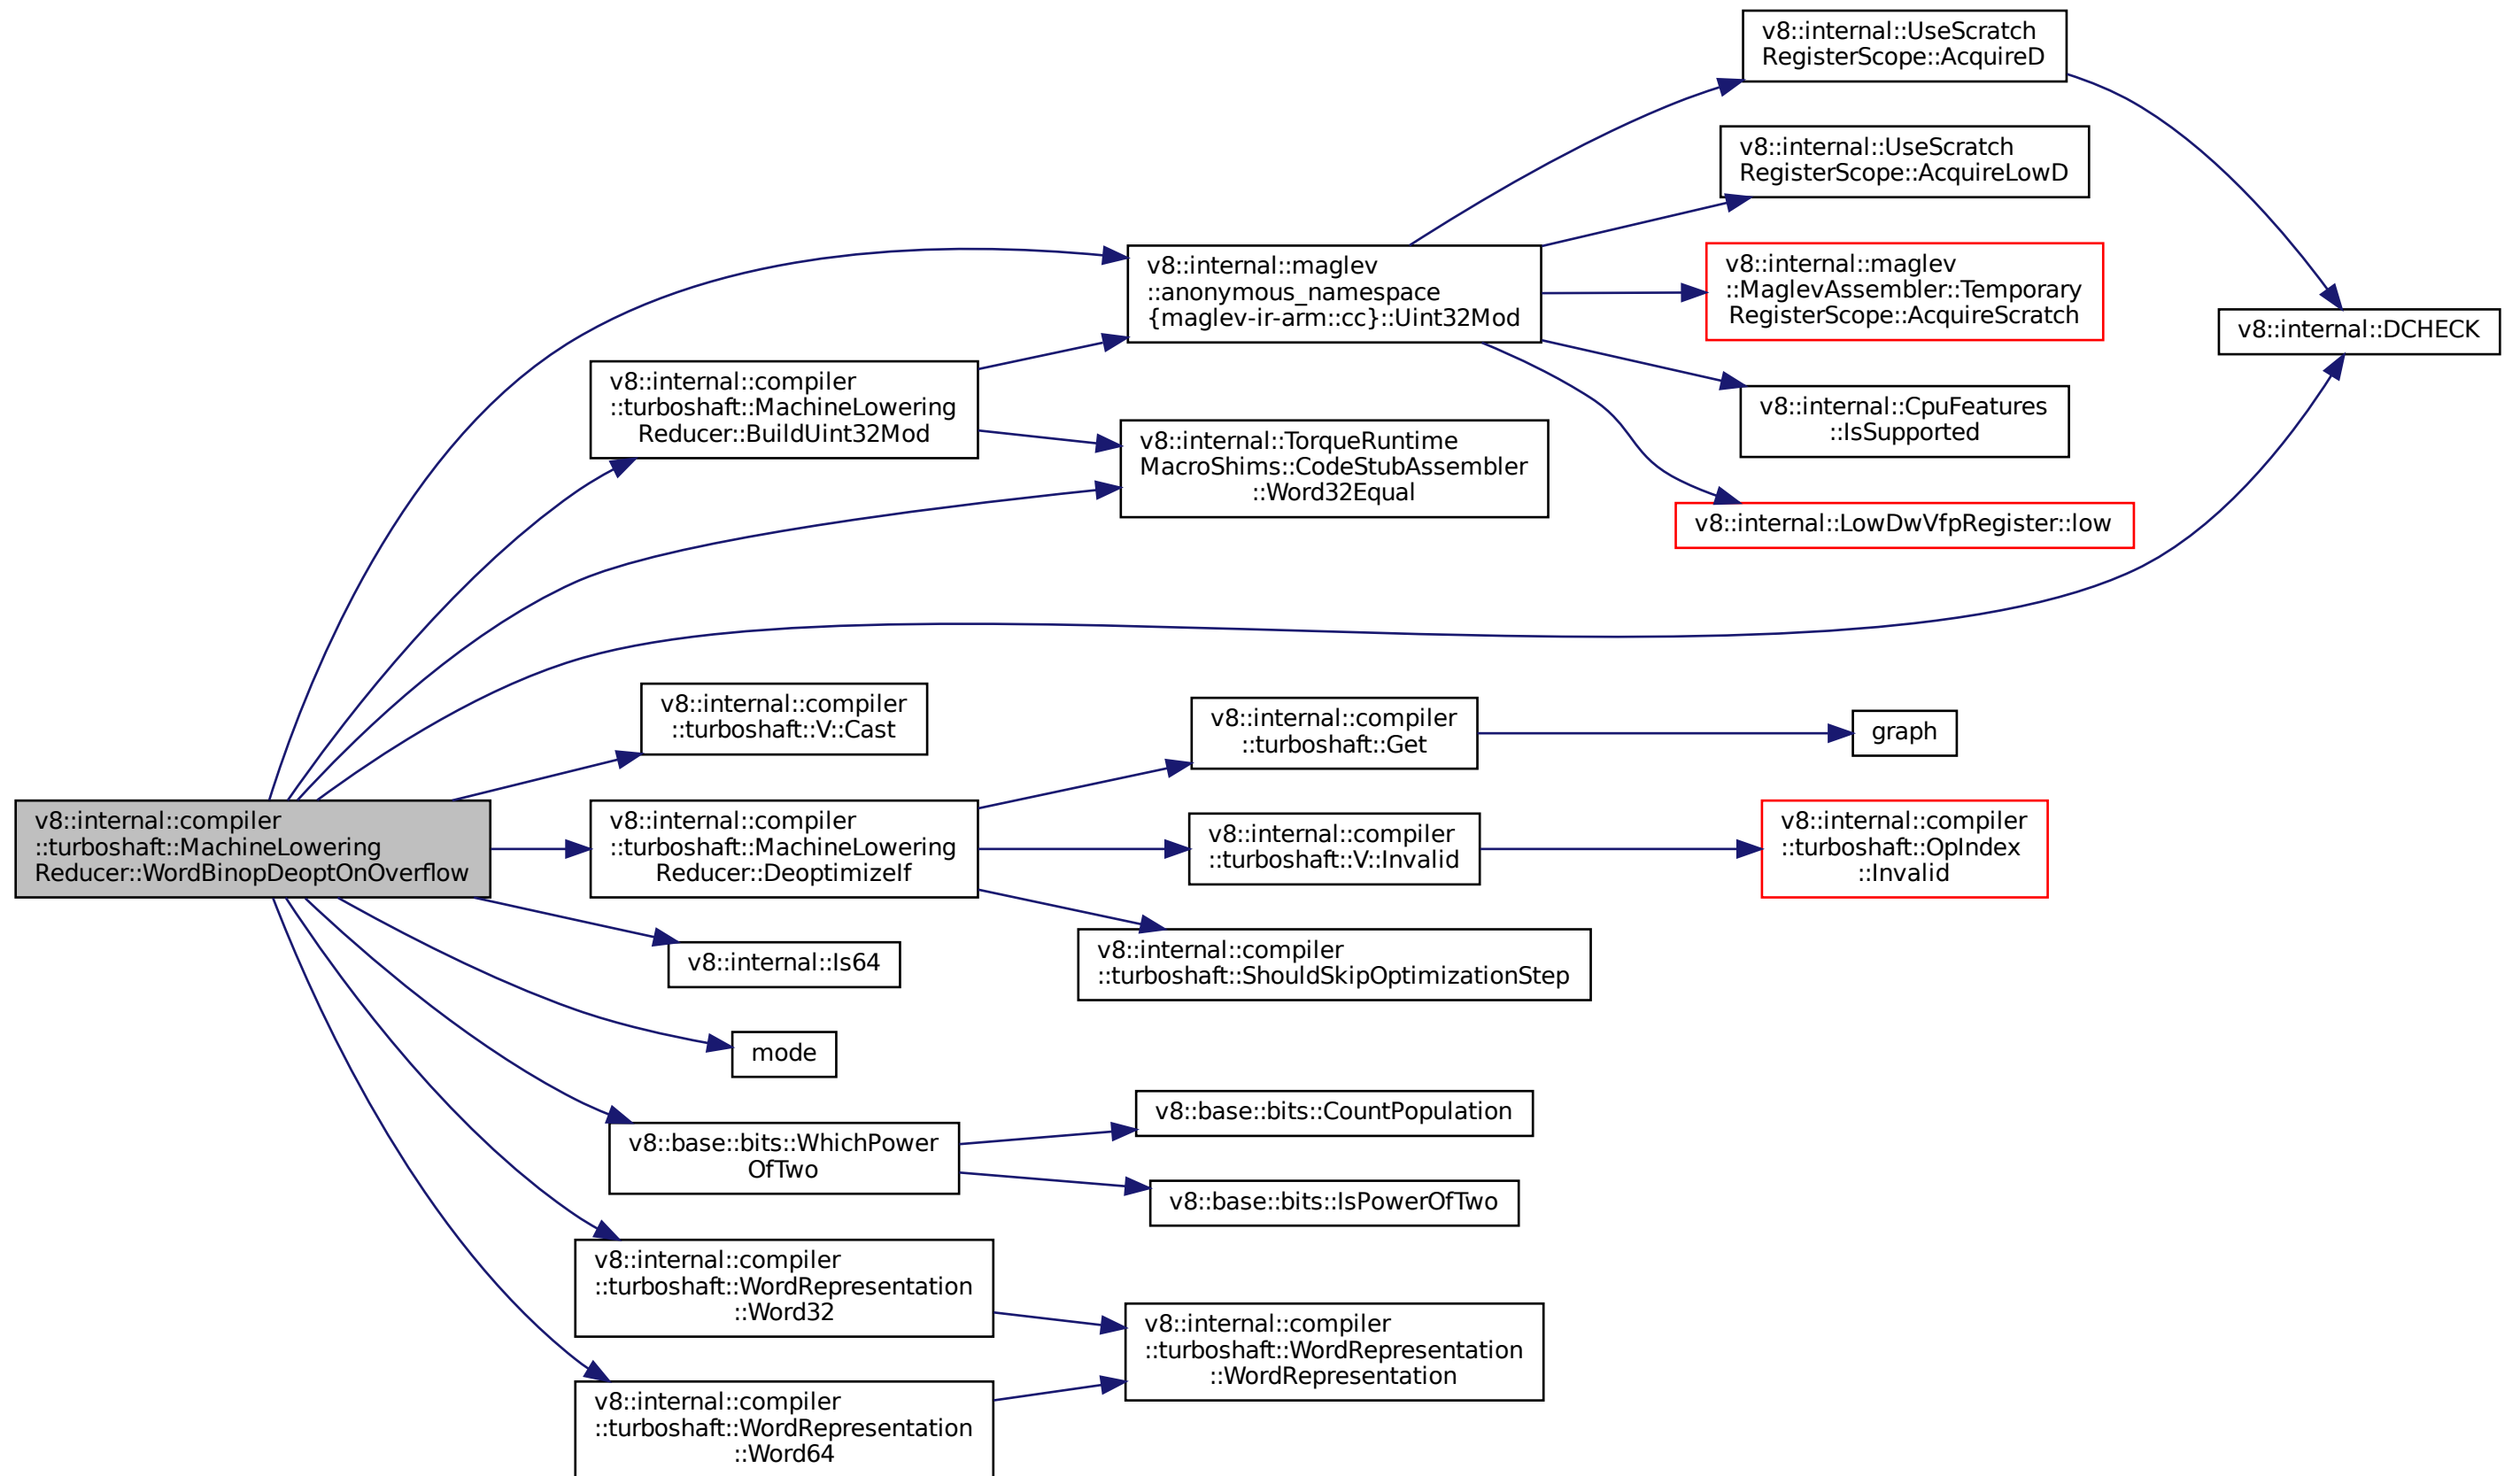 v8::internal::UseScratch
RegisterScope::AcquireD
v8::internal::UseScratch
RegisterScope::AcquireLowD
v8::internal::maglev
::anonymous_namespace
{maglev-ir-arm::cc}::Uint32Mod
v8::internal::maglev
::MaglevAssembler::Temporary
RegisterScope::AcquireScratch
v8::internal::DCHECK
v8::internal::compiler
::turboshaft::MachineLowering
Reducer::BuildUint32Mod
v8::internal::CpuFeatures
::IsSupported
v8::internal::TorqueRuntime
MacroShims::CodeStubAssembler
::Word32Equal
v8::internal::LowDwVfpRegister::low
v8::internal::compiler
::turboshaft::V::Cast
v8::internal::compiler
::turboshaft::Get
graph
v8::internal::compiler
::turboshaft::MachineLowering
Reducer::WordBinopDeoptOnOverflow
v8::internal::compiler
::turboshaft::MachineLowering
Reducer::DeoptimizeIf
v8::internal::compiler
::turboshaft::V::Invalid
v8::internal::compiler
::turboshaft::OpIndex
::Invalid
v8::internal::compiler
::turboshaft::ShouldSkipOptimizationStep
v8::internal::Is64
mode
v8::base::bits::WhichPower
OfTwo
v8::base::bits::CountPopulation
v8::base::bits::IsPowerOfTwo
v8::internal::compiler
::turboshaft::WordRepresentation
::Word32
v8::internal::compiler
::turboshaft::WordRepresentation
::WordRepresentation
v8::internal::compiler
::turboshaft::WordRepresentation
::Word64